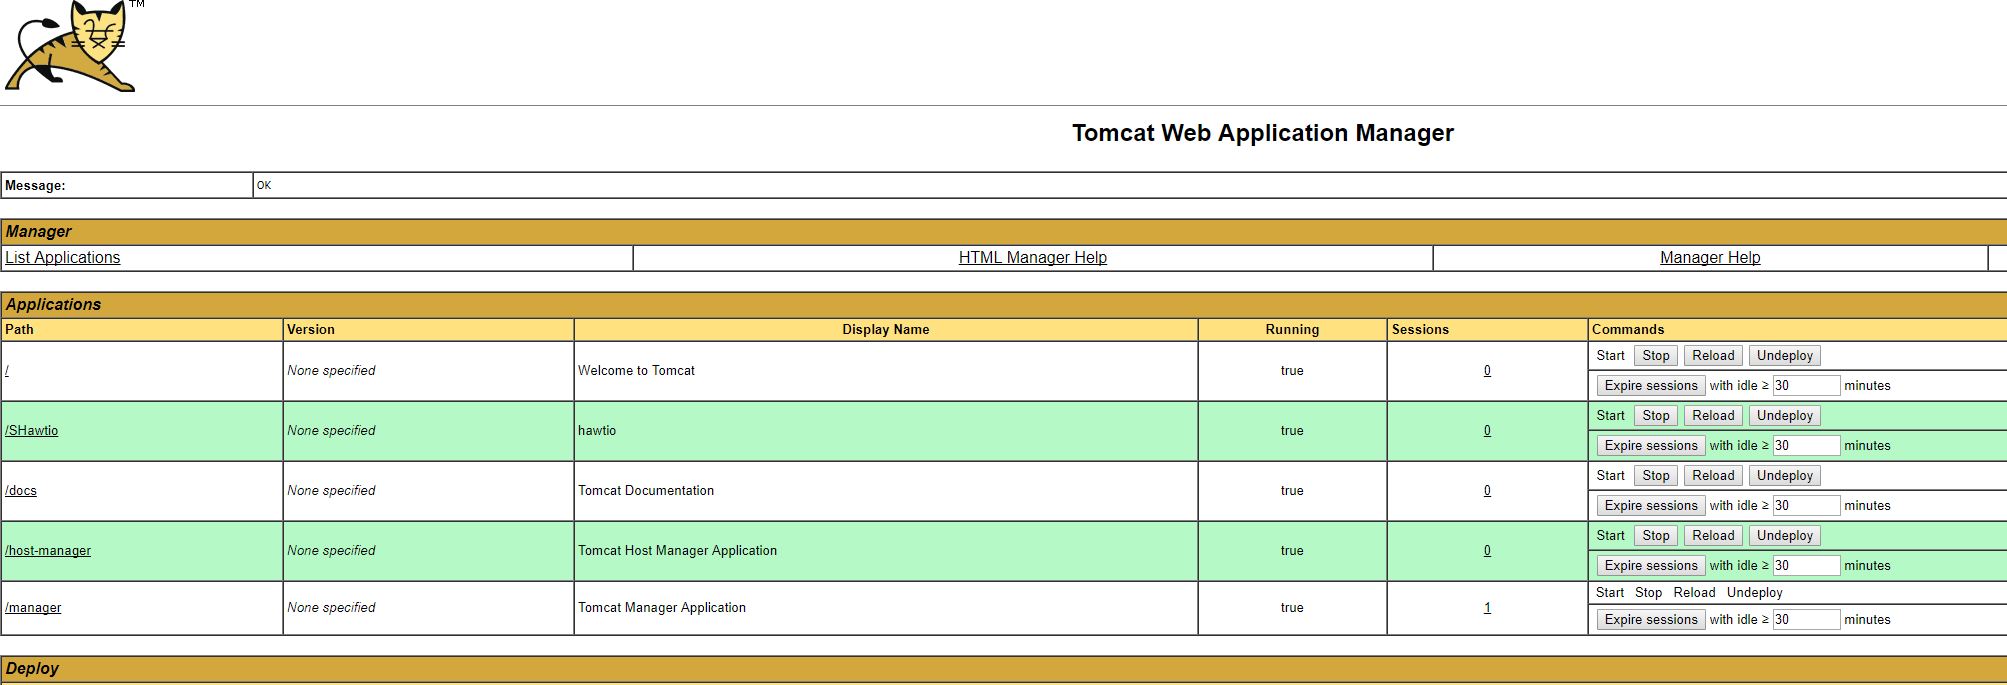 TM
Tomcat Web Application Manager
Message: OK
Manager
List Applications HTML Manager Help Manager Help
Applications
Path Version Display Name Running Sessions Commands
/ None specified Welcome to Tomcat true 0 Start Stop Reload Undeploy
Expire sessions with idle ≥ 30 minutes
/SHawtio None specified hawtio true 0 Start Stop Reload Undeploy
Expire sessions with idle ≥ 30 minutes
/docs None specified Tomcat Documentation true 0 Start Stop Reload Undeploy
Expire sessions with idle ≥ 30 minutes
/host-manager None specified Tomcat Host Manager Application true 0 Start Stop Reload Undeploy
Expire sessions with idle ≥ 30 minutes
/manager None specified Tomcat Manager Application true 1 Start Stop Reload Undeploy
Expire sessions with idle ≥ 30 minutes
Deploy